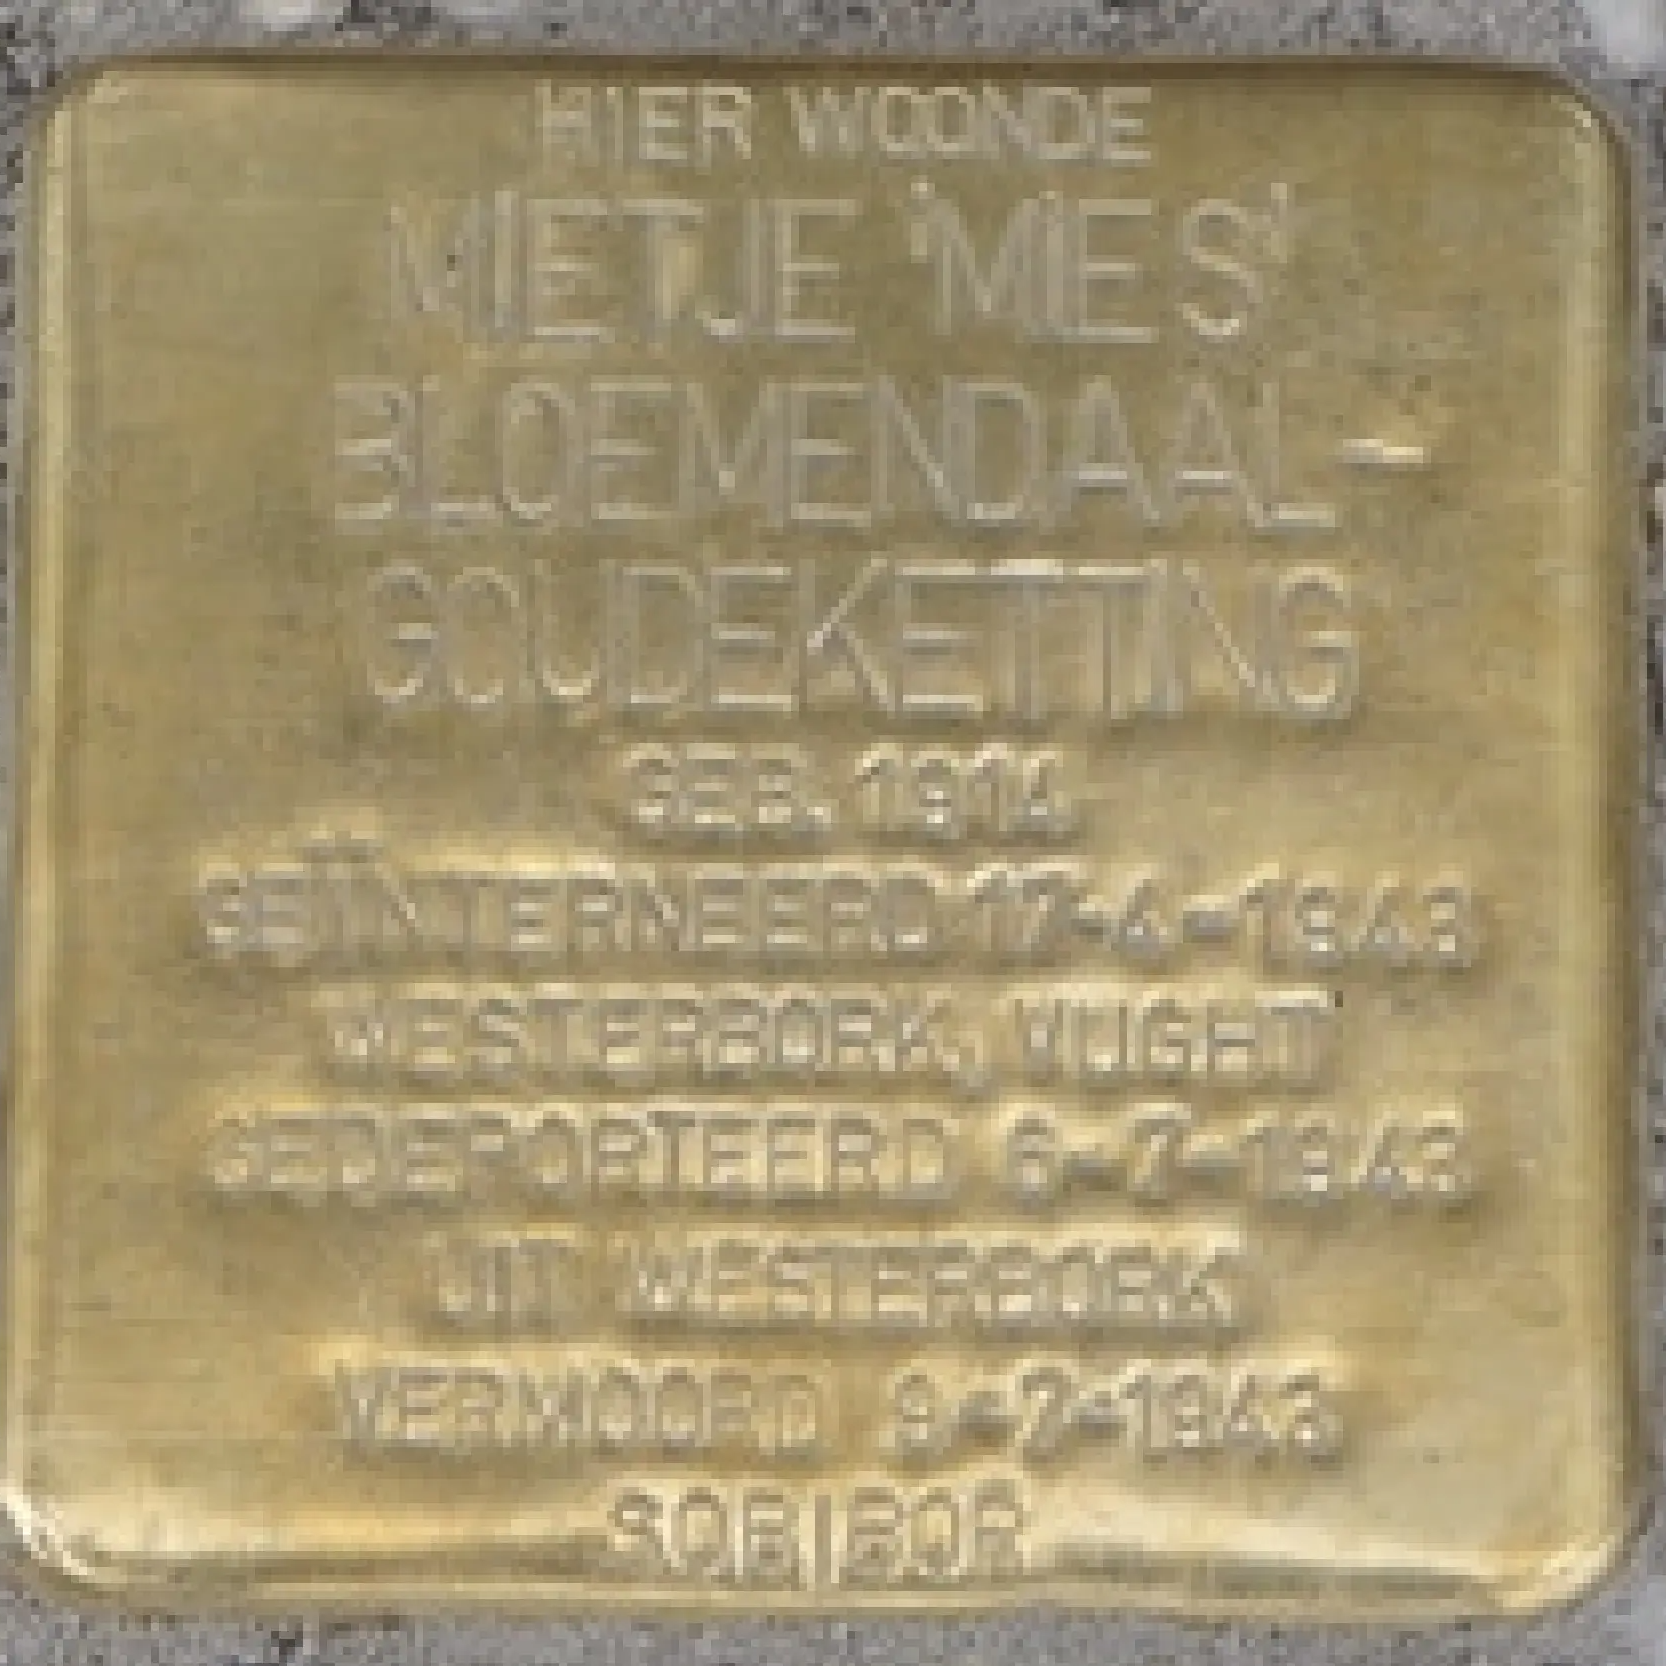 HIER WOONDE
MIETJE 'MIES'
BLOEMENDAAL-
GOUDEKETTING
GEB. 1914
GEÏNTERNEERD 17-4-1943
WESTERBORK, VUGHT
GEDEPORTEERD 6-7-1943
UIT WESTERBORK
VERMOORD 9-7-1943
SOBIBOR